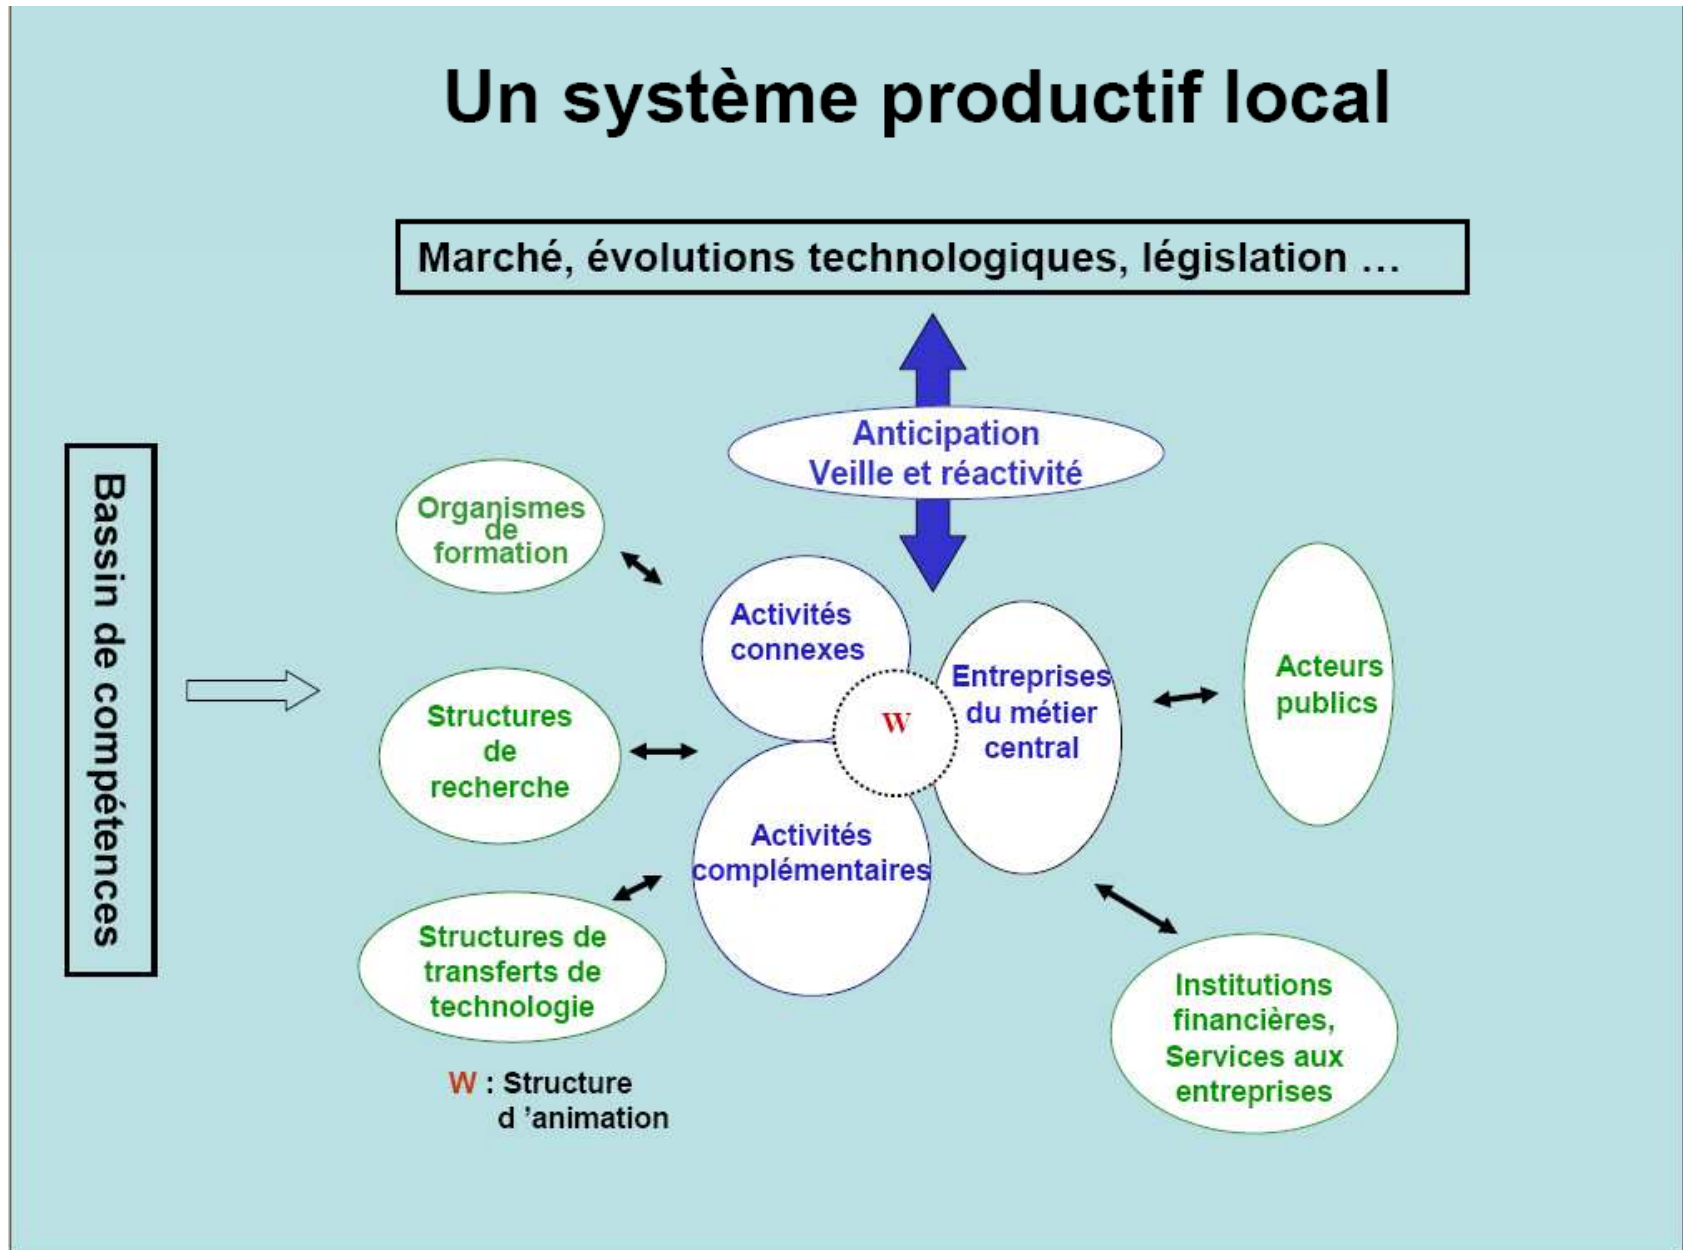 Un système productif local
Marché, évolutions technologiques, législation ...
Anticipation
Veille et réactivité
Bassin de compétences
Organismes
de
formation
Activités
connexes
Entreprises
du métier
central
Acteurs
publics
Structures
de
recherche
W
Activités
complémentaires
Structures de
transferts de
technologie
Institutions
financières,
Services aux
entreprises
W : Structure
d ’animation